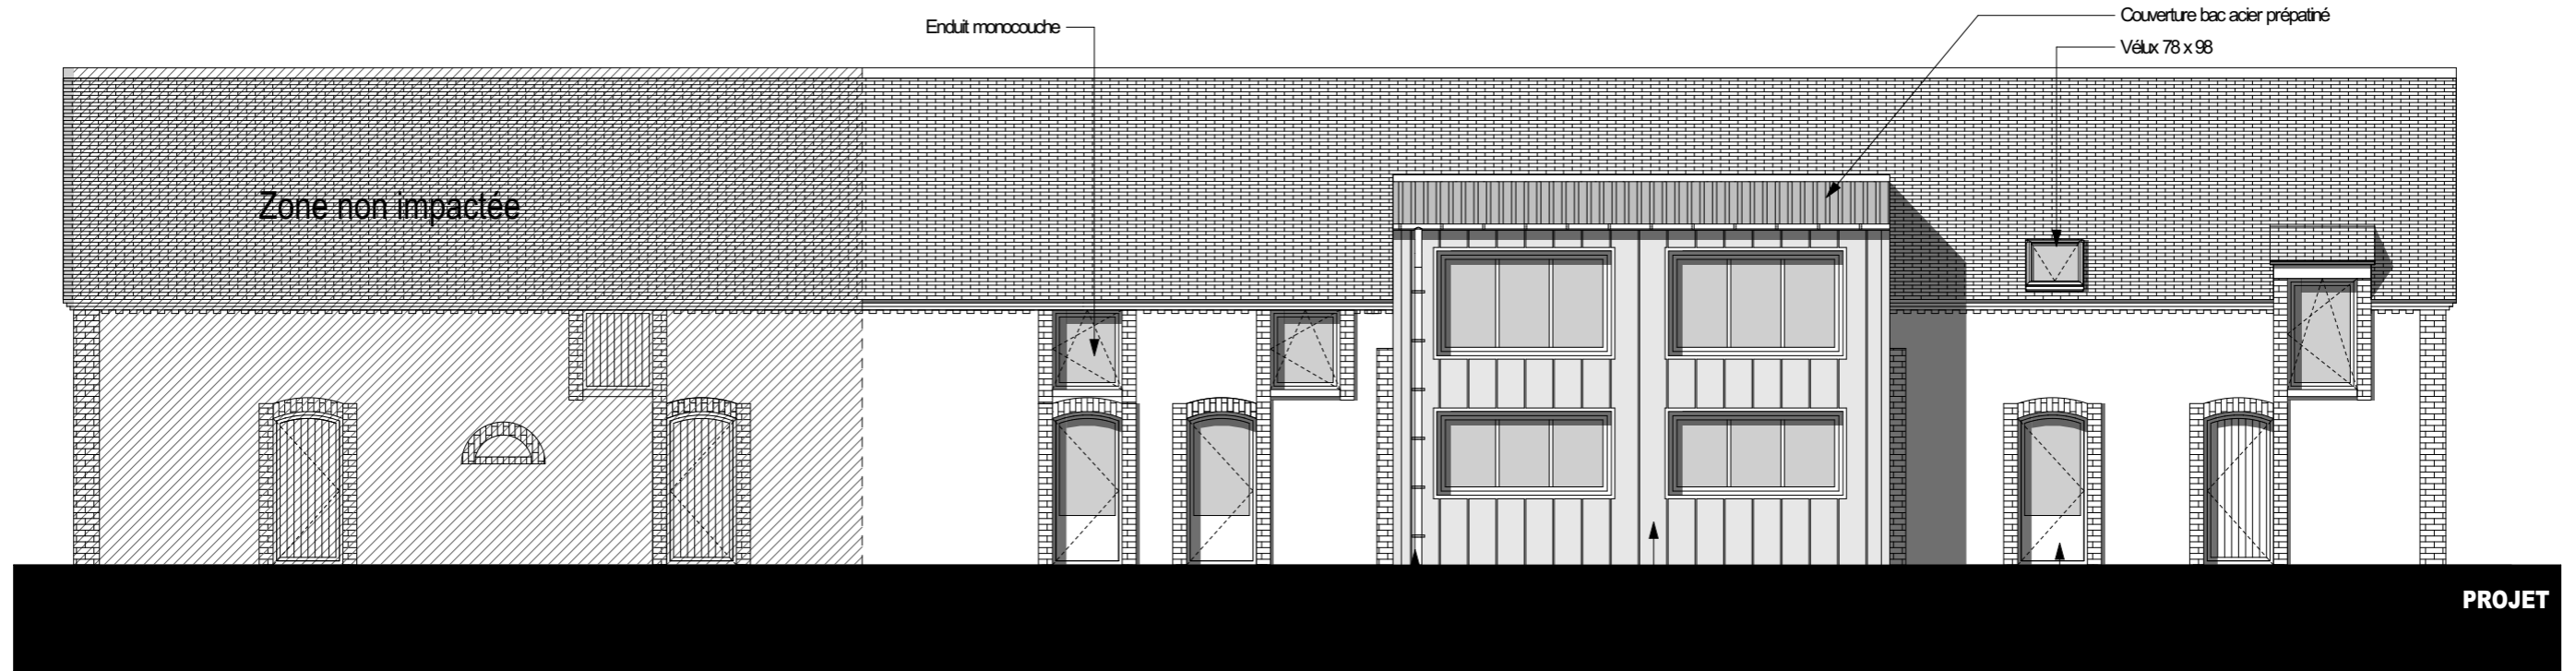 Enduit monocouche
Couverture bac acier prépatiné
Vélux 78 x 98
Zone non impactée
PROJET